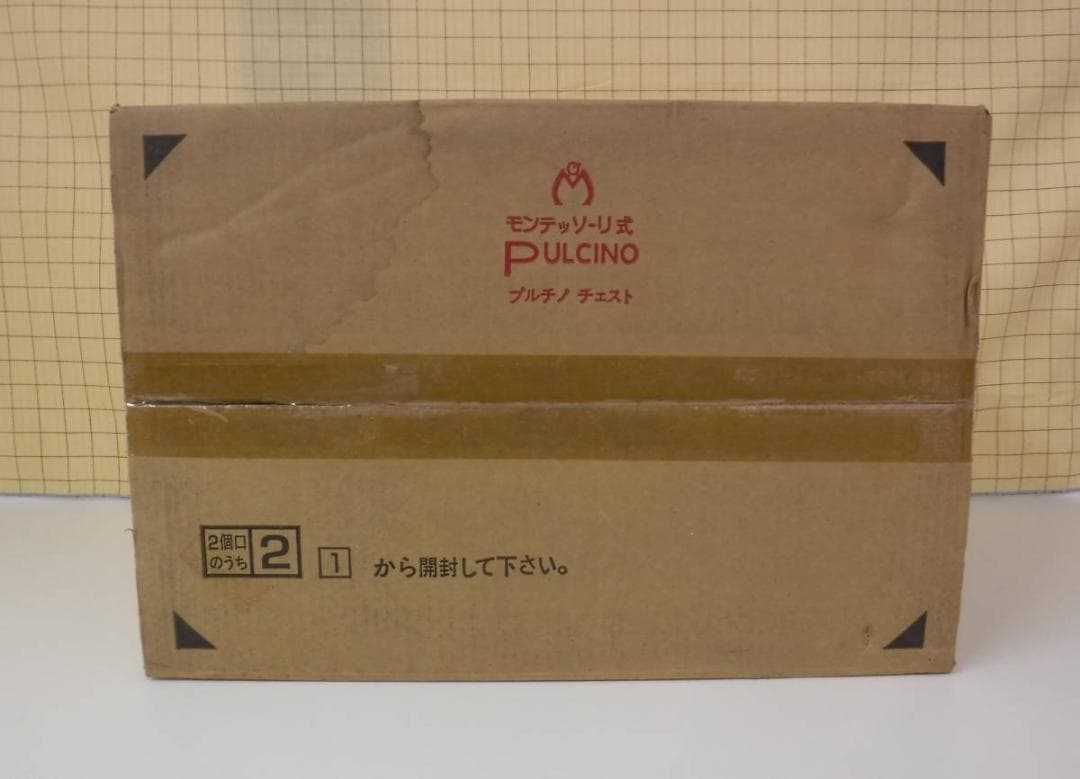 モンテッソーリ式
PULCINO
プルチノ チェスト
2個口
のうち 2 1 から開封して下さい。